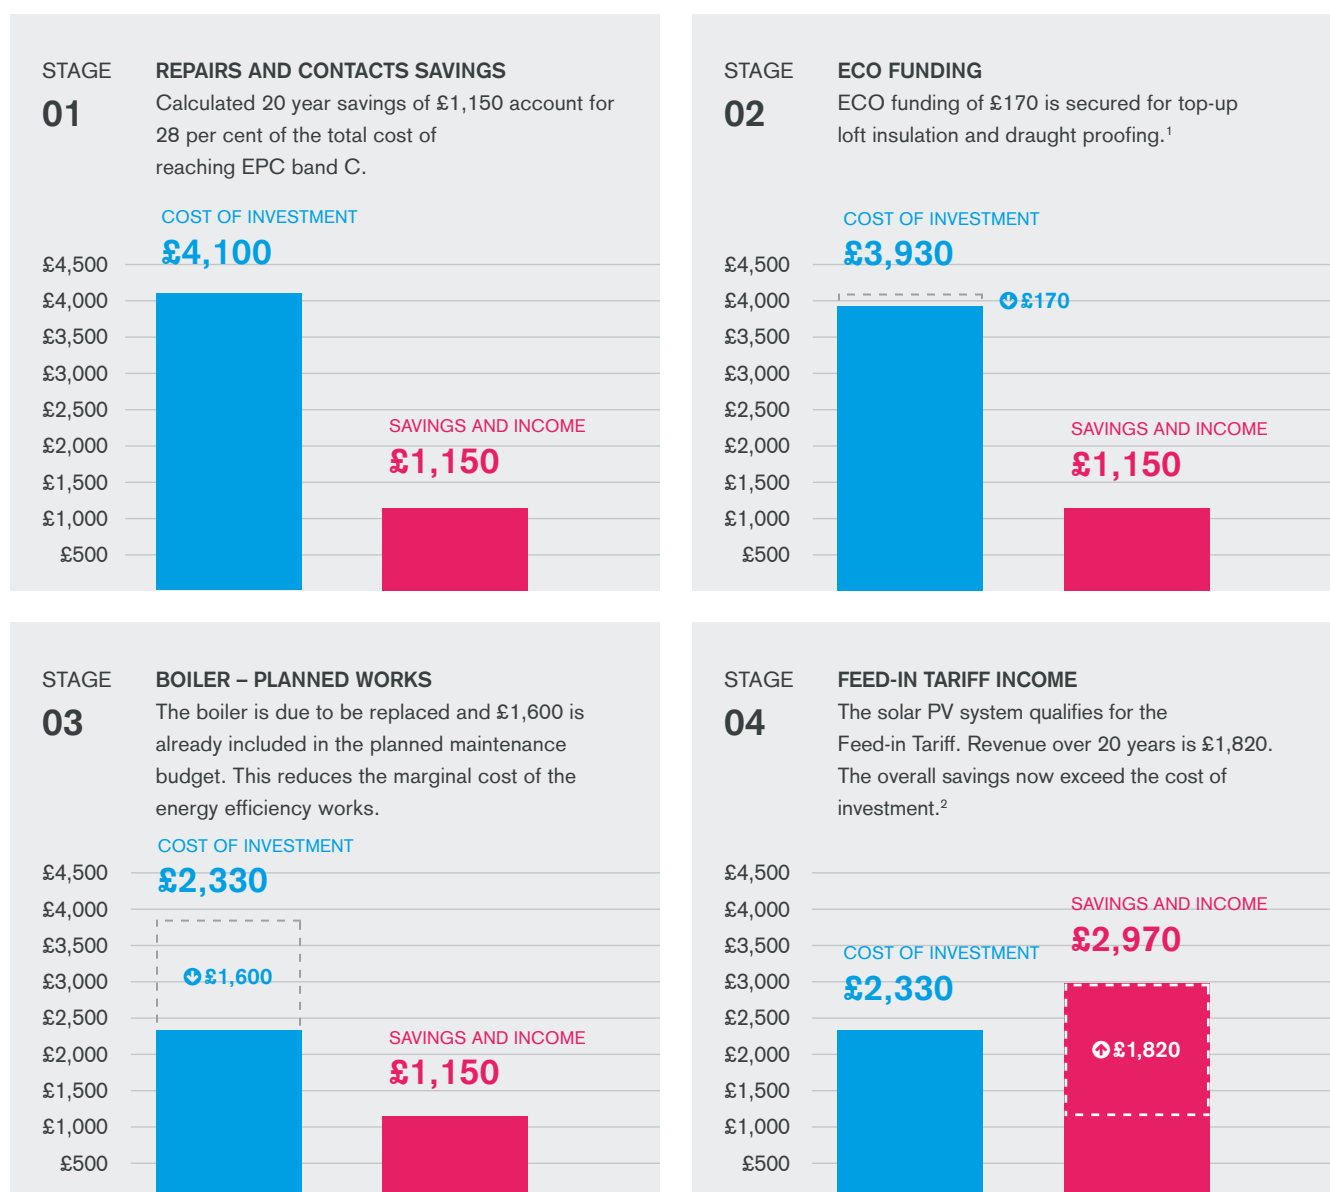 STAGE
01
REPAIRS AND CONTACTS SAVINGS
Calculated 20 year savings of £1,150 account for
28 per cent of the total cost of
reaching EPC band C.
COST OF INVESTMENT
£4,100
£4,500
£4,000
£3,500
£3,000
£2,500
£2,000
£1,500
£1,000
£500
SAVINGS AND INCOME
£1,150
STAGE
02
ECO FUNDING
ECO funding of £170 is secured for top-up
loft insulation and draught proofing.¹
COST OF INVESTMENT
£3,930
£4,500
£4,000
£3,500
£3,000
£2,500
£2,000
£1,500
£1,000
£500
£170
SAVINGS AND INCOME
£1,150
STAGE
03
BOILER – PLANNED WORKS
The boiler is due to be replaced and £1,600 is
already included in the planned maintenance
budget. This reduces the marginal cost of the
energy efficiency works.
COST OF INVESTMENT
£2,330
£4,500
£4,000
£3,500
£3,000
£2,500
£2,000
£1,500
£1,000
£500
£1,600
SAVINGS AND INCOME
£1,150
STAGE
04
FEED-IN TARIFF INCOME
The solar PV system qualifies for the
Feed-in Tariff. Revenue over 20 years is £1,820.
The overall savings now exceed the cost of
investment.²
£4,500
£4,000
£3,500
£3,000
£2,500
£2,000
£1,500
£1,000
£500
COST OF INVESTMENT
£2,330
SAVINGS AND INCOME
£2,970
£1,820